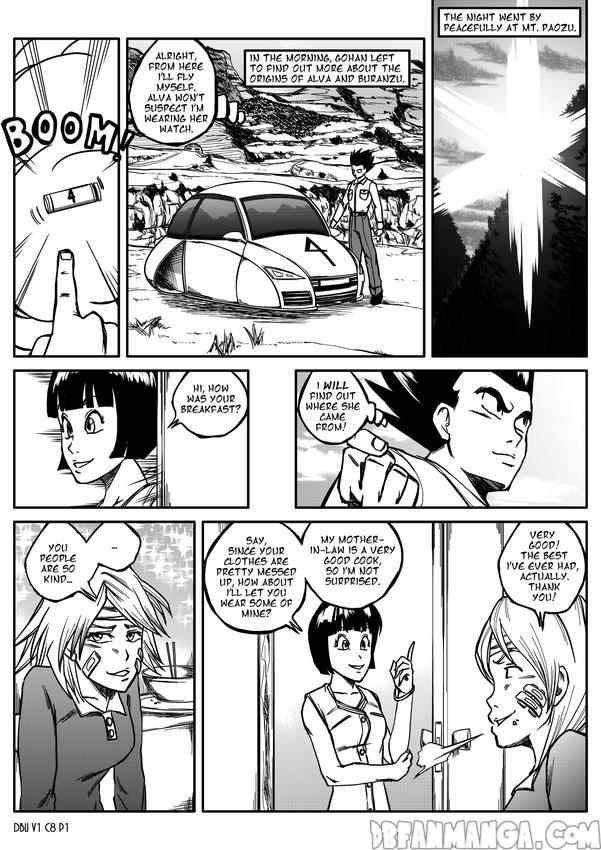 THE NIGHT WENT BY
PEACEFULLY AT MT. PAOZU.
IN THE MORNING, GOHAN LEFT
TO FIND OUT MORE ABOUT THE
ORIGINS OF ALVA AND BURANZU.
4
ALRIGHT,
FROM HERE
I'LL FLY
MYSELF.
ALVA WON'T
SUSPECT I'M
WEARING HER
WATCH.
BOOM!
4
I WILL
FIND OUT
WHERE SHE
CAME
FROM!
HI, HOW
WAS YOUR
BREAKFAST?
VERY
GOOD!
THE BEST
I'VE EVER HAD,
ACTUALLY.
THANK
YOU!
MY MOTHER-
IN-LAW IS A VERY
GOOD COOK,
SO I'M NOT
SURPRISED.
SAY,
SINCE YOUR
CLOTHES ARE
PRETTY MESSED
UP, HOW ABOUT
I'LL LET YOU
WEAR SOME OF
MINE?
...
YOU
PEOPLE
ARE SO
KIND...
DBU V1 C8 P1
DBFANMANGA.COM